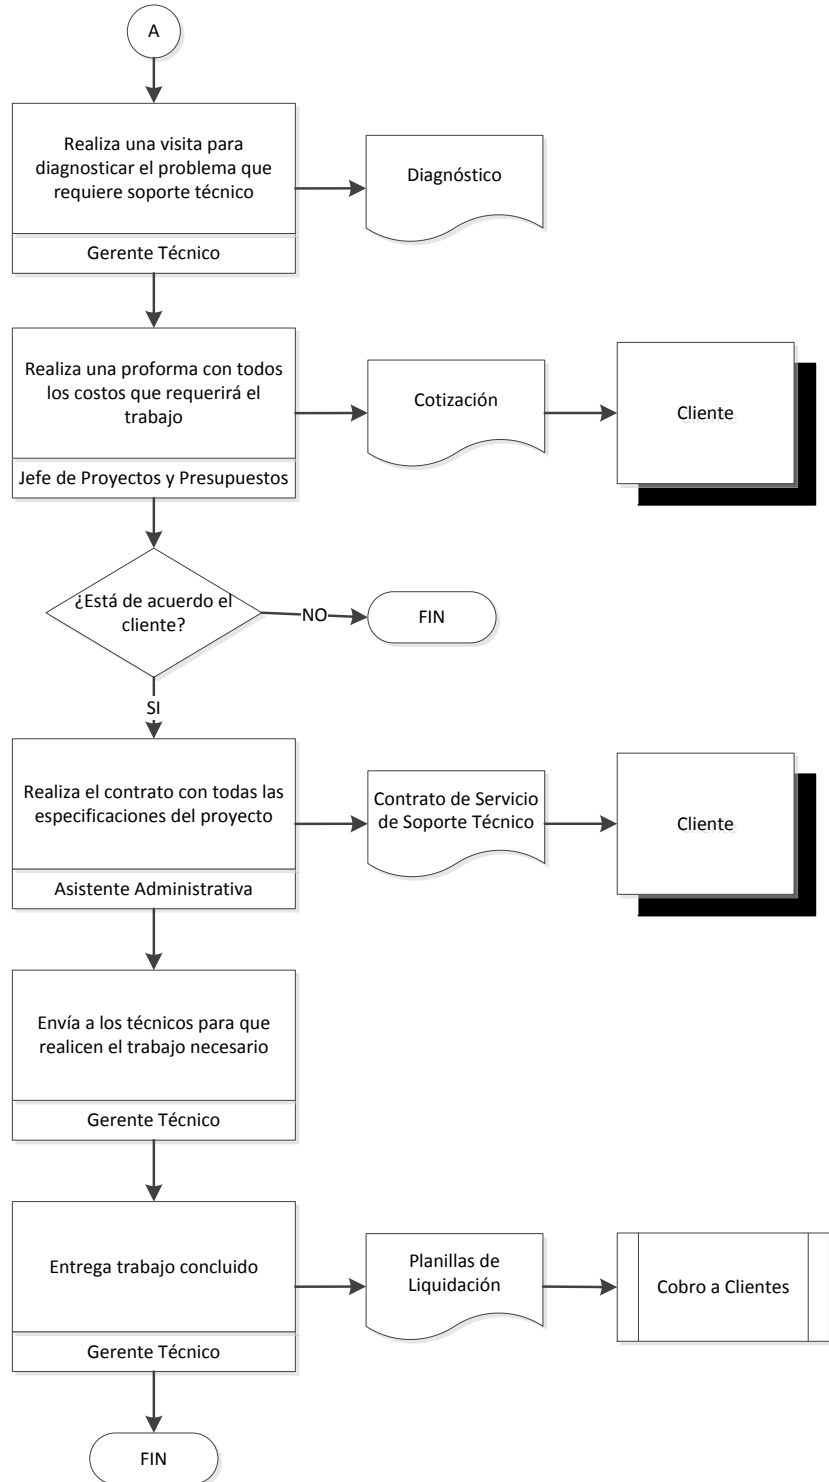 A
Realiza una visita para
diagnosticar el problema que
requiere soporte técnico
Gerente Técnico
Diagnóstico
Realiza una proforma con todos
los costos que requerirá el
trabajo
Jefe de Proyectos y Presupuestos
Cotización
Cliente
¿Está de acuerdo el
cliente?
NO
FIN
SI
Realiza el contrato con todas las
especificaciones del proyecto
Asistente Administrativa
Contrato de Servicio
de Soporte Técnico
Cliente
Envía a los técnicos para que
realicen el trabajo necesario
Gerente Técnico
Entrega trabajo concluido
Gerente Técnico
Planillas de
Liquidación
Cobro a Clientes
FIN